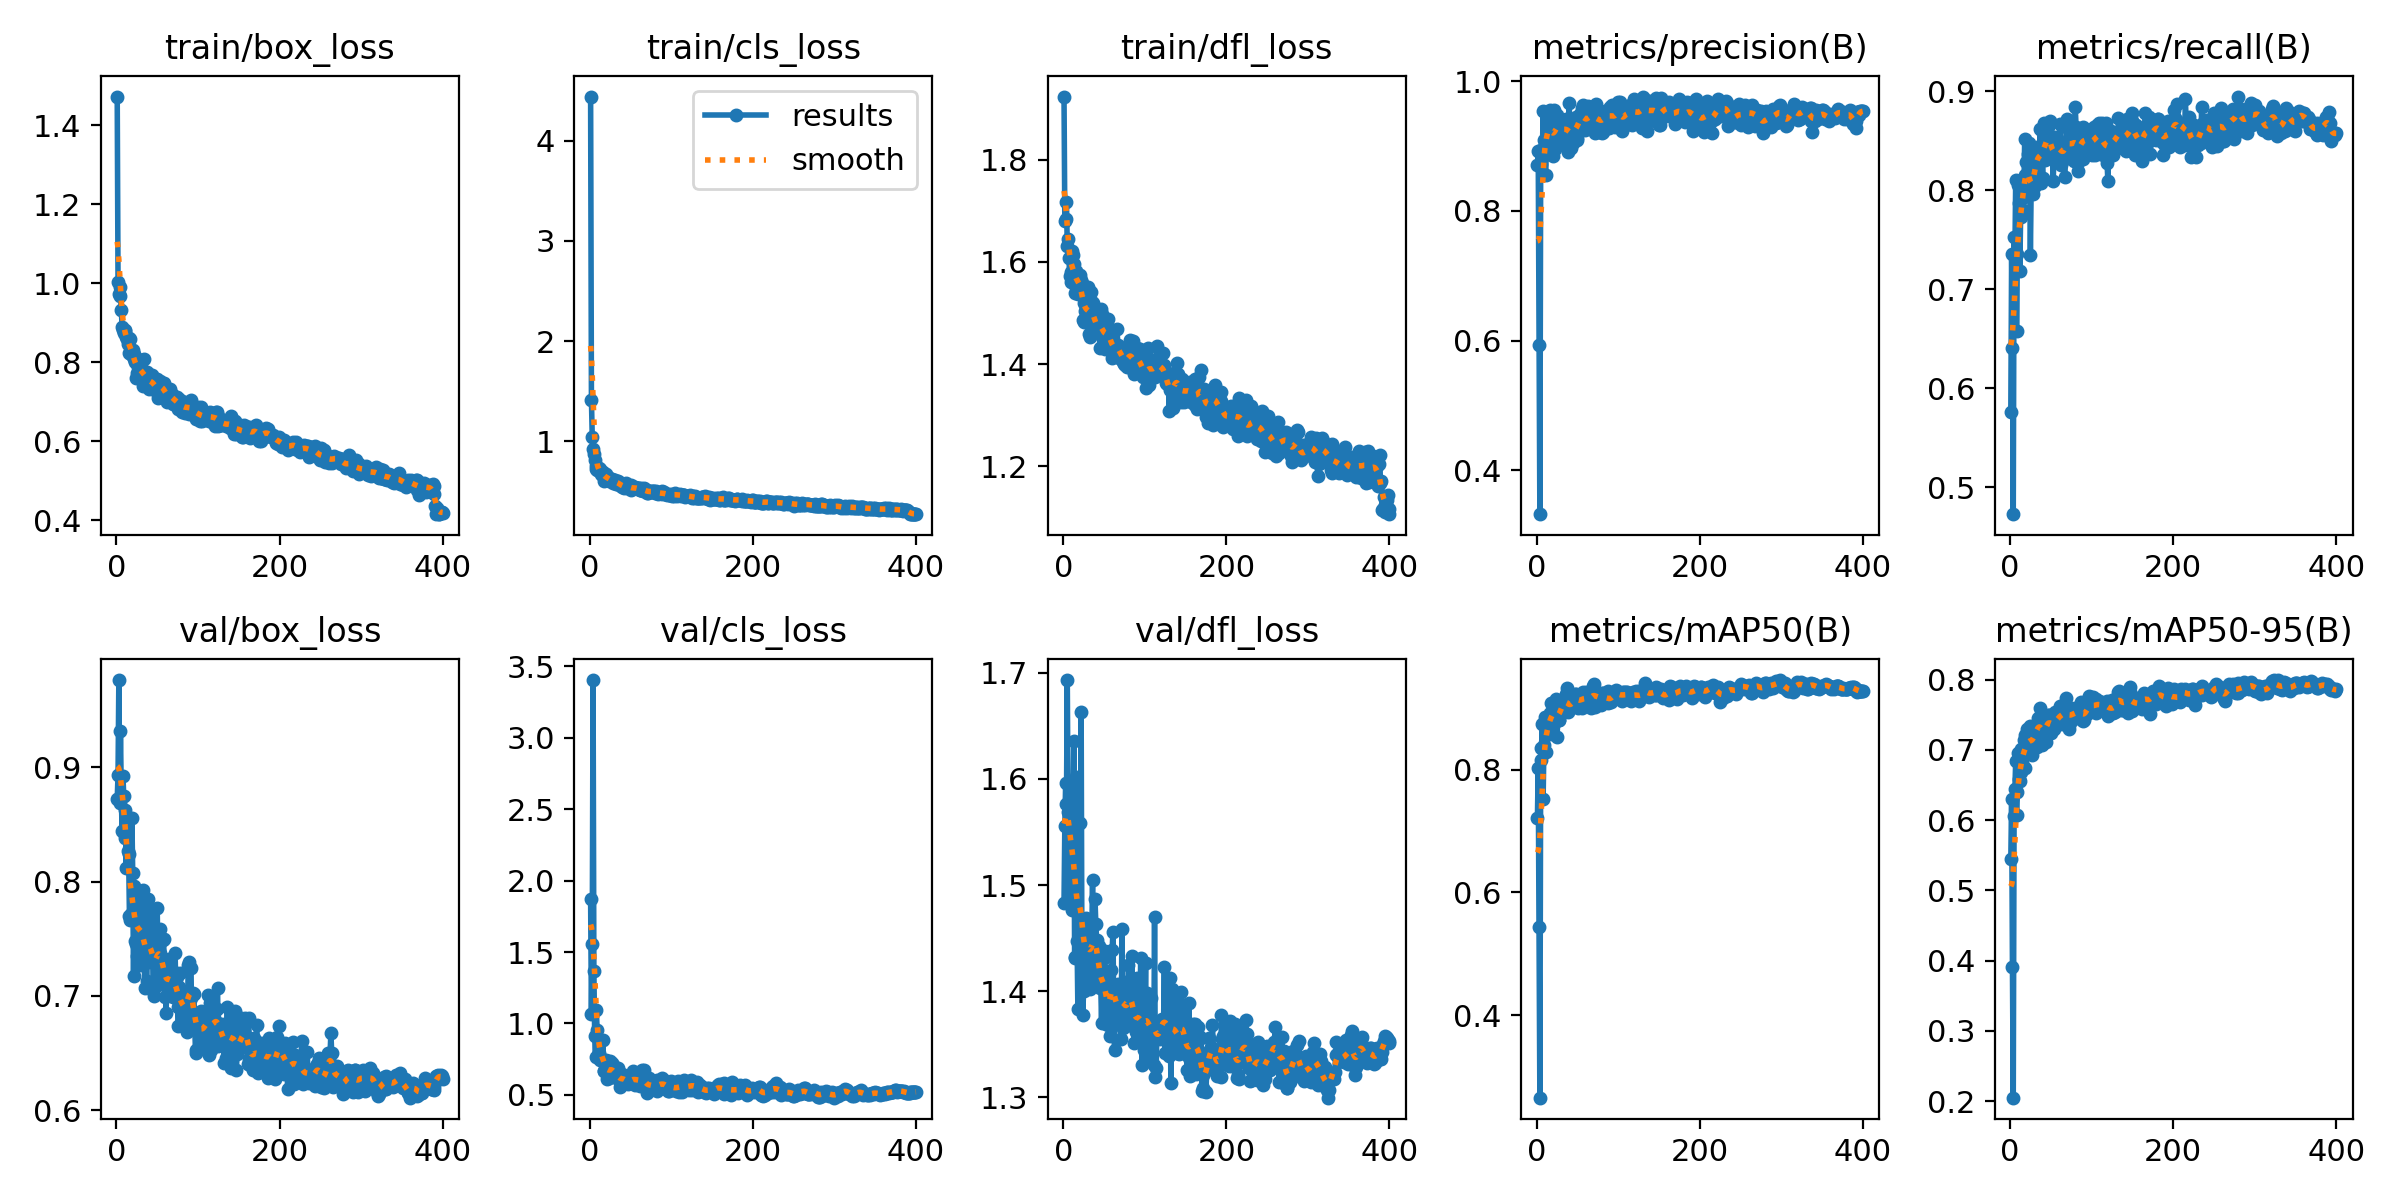 train/box_loss
train/cls_loss
train/dfl_loss
metrics/precision(B)
metrics/recall(B)
1.4
1.2
1.0
0.8
0.6
0.4
0 200 400
results
smooth
4
3
2
1
0 200 400
1.8
1.6
1.4
1.2
0 200 400
1.0
0.8
0.6
0.4
0 200 400
0.9
0.8
0.7
0.6
0.5
0 200 400
val/box_loss
val/cls_loss
val/dfl_loss
metrics/mAP50(B)
metrics/mAP50-95(B)
0.9
0.8
0.7
0.6
0 200 400
3.5
3.0
2.5
2.0
1.5
1.0
0.5
0 200 400
1.7
1.6
1.5
1.4
1.3
0 200 400
0.8
0.6
0.4
0 200 400
0.8
0.7
0.6
0.5
0.4
0.3
0.2
0 200 400